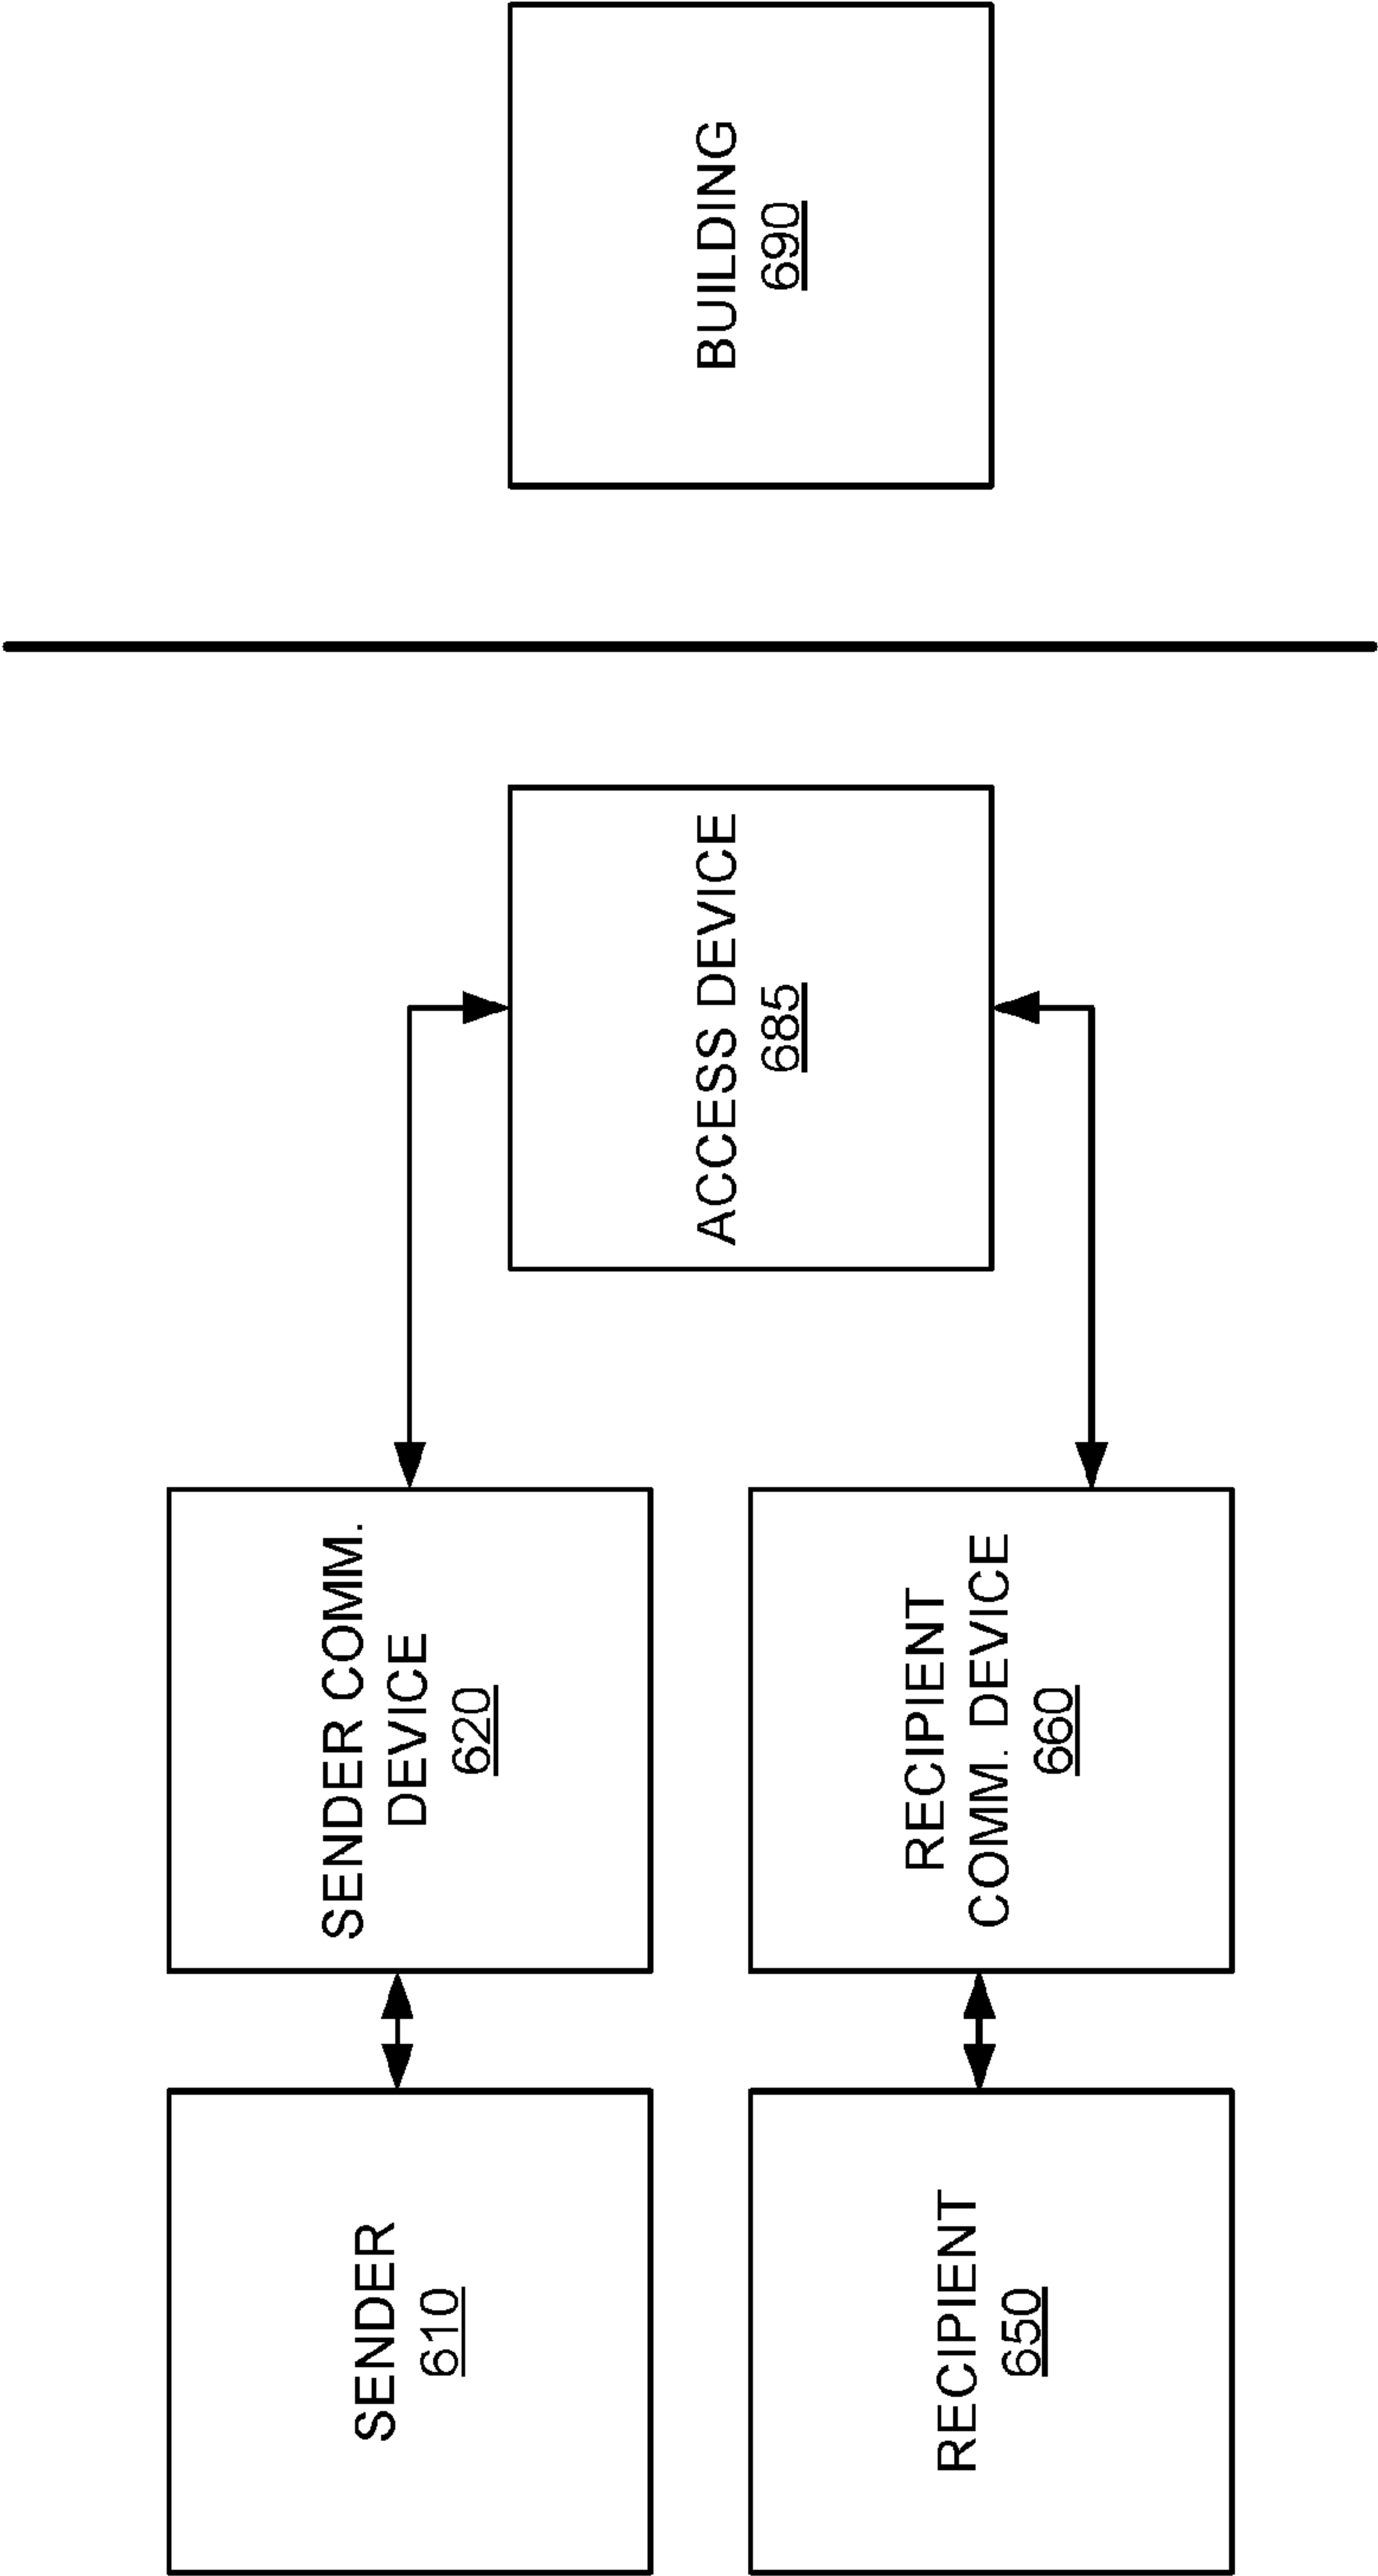 SENDER
610
SENDER COMM.
DEVICE
620
RECIPIENT
650
RECIPIENT
COMM. DEVICE
660
ACCESS DEVICE
685
BUILDING
690